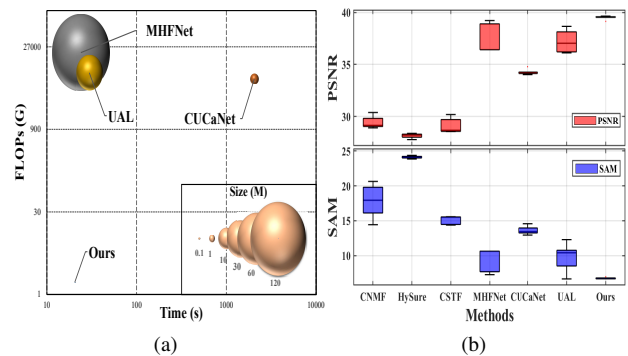 27000
900
30
1
FLOPs (G)
MHFNet
UAL
CUCaNet
Ours
Size (M)
0.1
1
10
30
60
120
10
100
1000
10000
Time (s)
(a)
40
35
30
PSNR
PSNR
25
20
15
10
SAM
SAM
CNMF HySure CSTF MHFNet CUCaNet UAL Ours
Methods
(b)